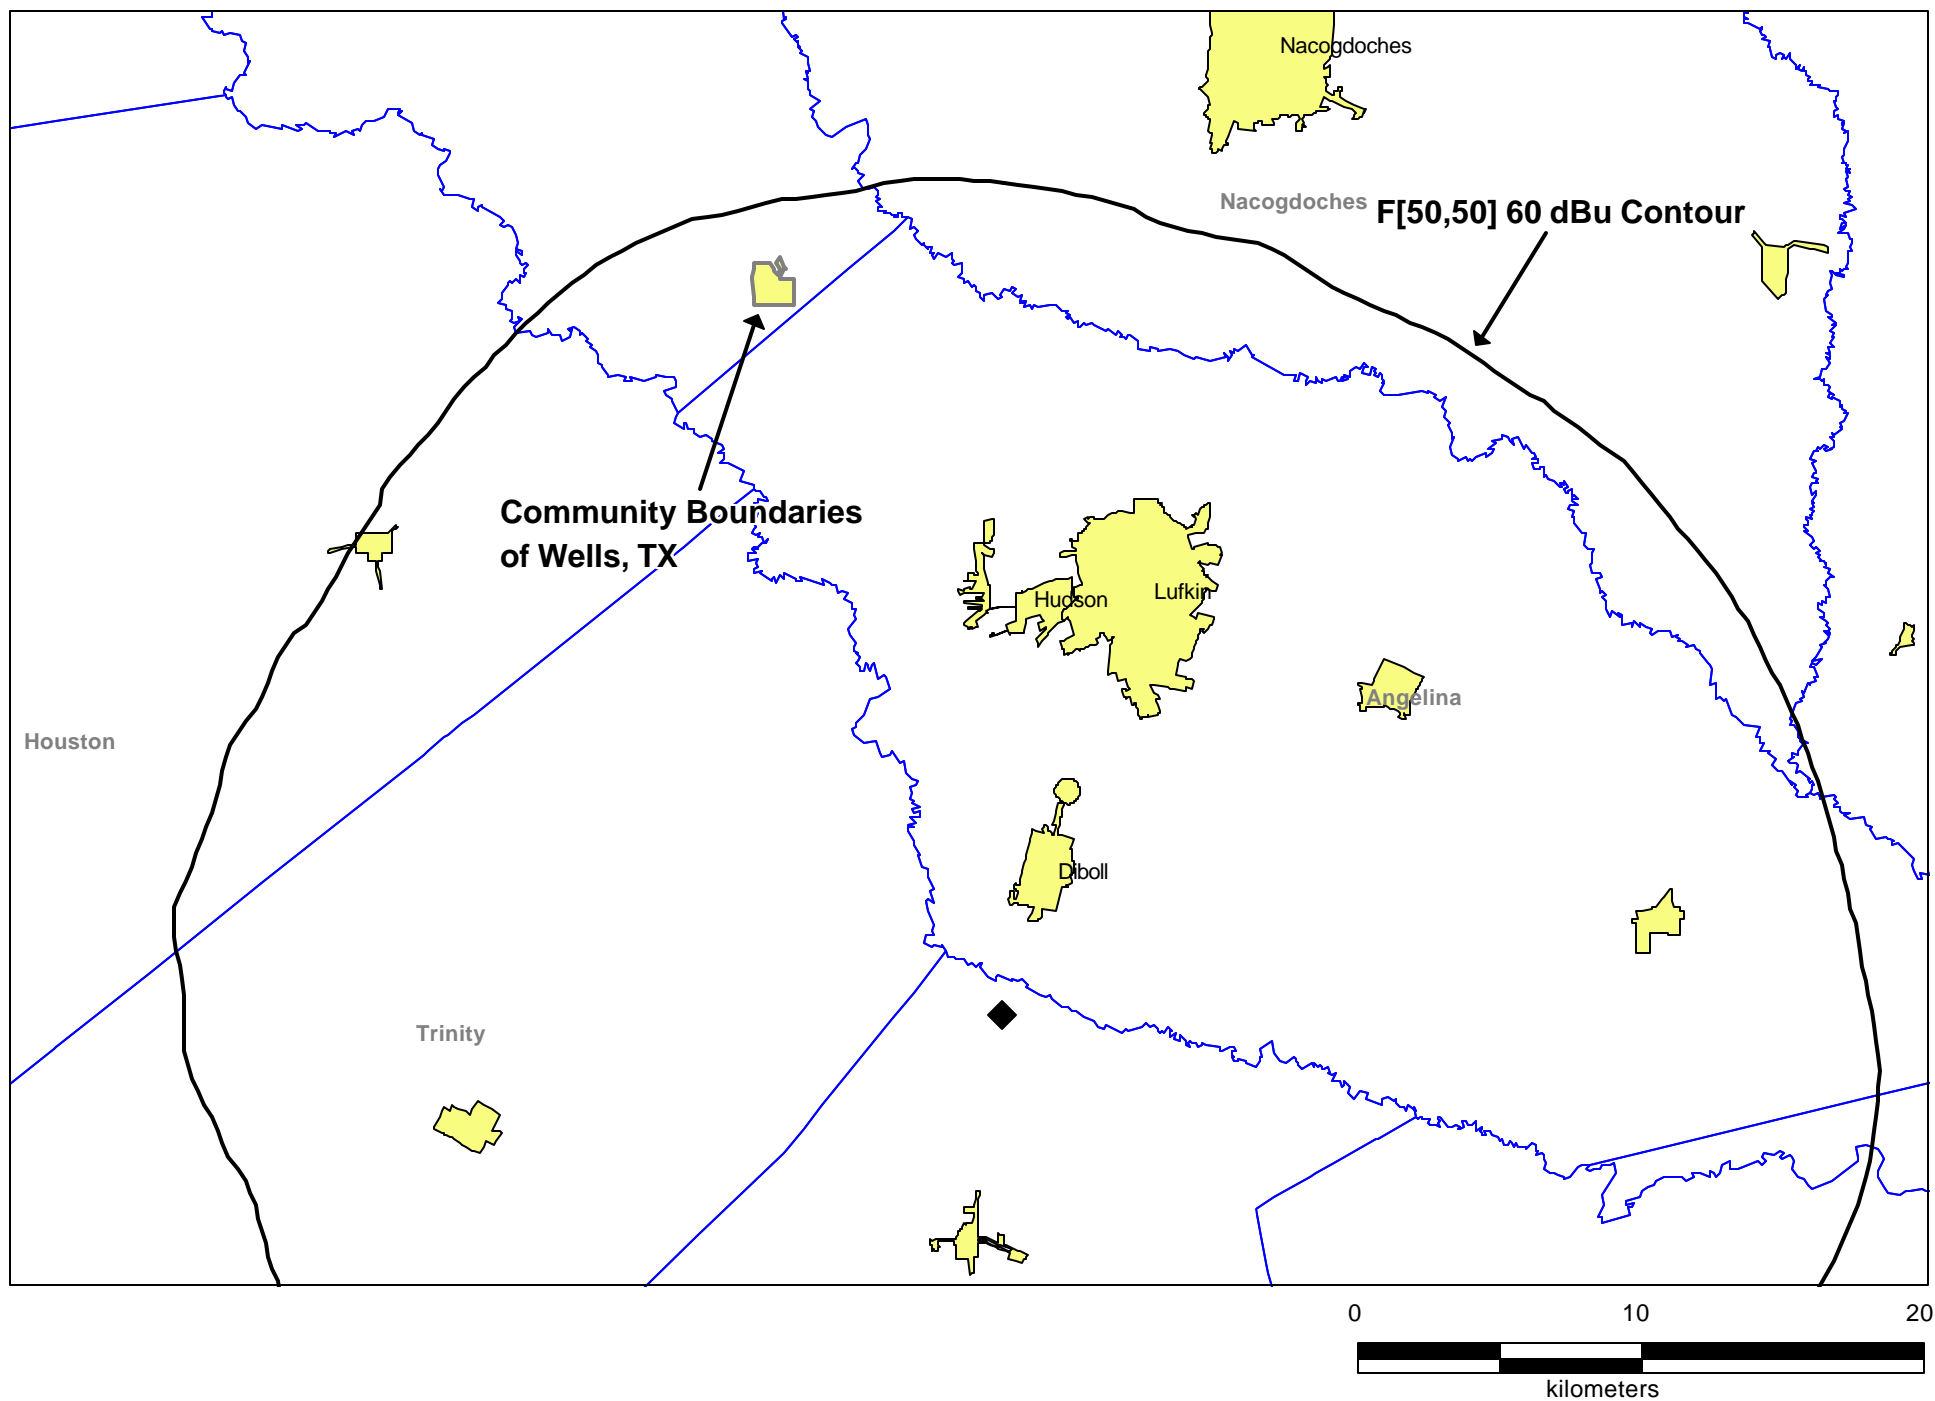 Nacogdoches
Nacogdoches
F[50,50] 60 dBu Contour
Community Boundaries
of Wells, TX
Hudson
Lufkin
Angelina
Houston
Diboll
Trinity
0 10 20
kilometers